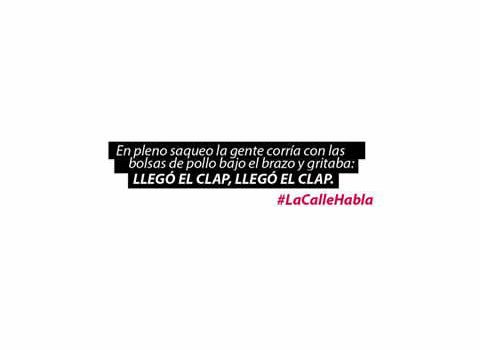 En pleno saqueo la gente corría con las
bolsas de pollo bajo el brazo y gritaba:
LLEGÓ EL CLAP, LLEGÓ EL CLAP.
#LaCalleHabla